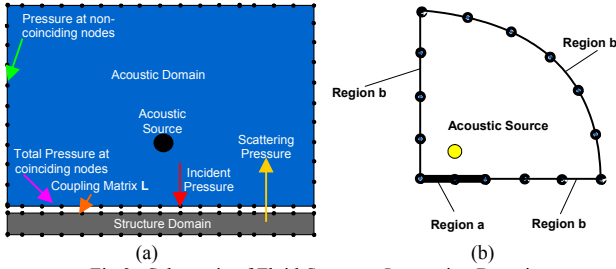 Pressure at non-
coinciding nodes
Acoustic Domain
Acoustic
Source
Total Pressure at
coinciding nodes
Coupling Matrix L
Incident
Pressure
Scattering
Pressure
Structure Domain
(a)
Region b
Region b
Acoustic Source
Region a
Region b
(b)